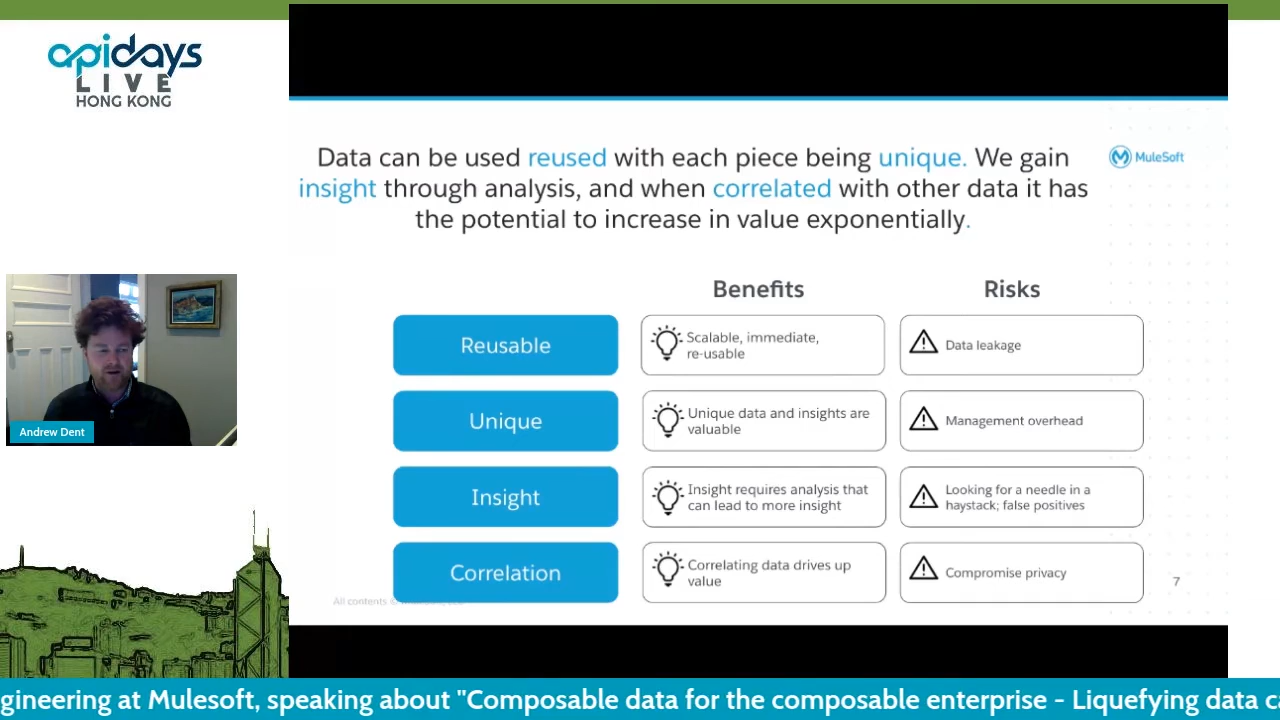 apidays
LIVE
HONG KONG
Data can be used reused with each piece being unique. We gain
insight through analysis, and when correlated with other data it has
the potential to increase in value exponentially.
MuleSoft
Benefits
Risks
Reusable
Scalable, immediate,
re-usable
Data leakage
Unique
Unique data and insights are
valuable
Management overhead
Insight
Insight requires analysis that
can lead to more insight
Looking for a needle in a
haystack; false positives
Correlation
Correlating data drives up
value
Compromise privacy
All contents ©
7
Andrew Dent
gineering at Mulesoft, speaking about "Composable data for the composable enterprise - Liquefying data ca